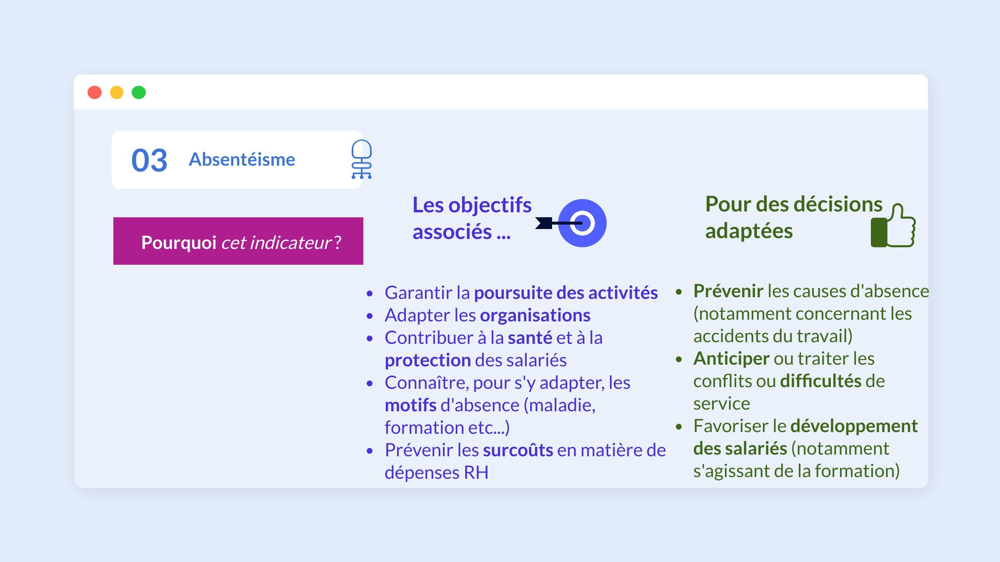 03 Absentéisme
Pourquoi cet indicateur ?
Les objectifs
associés ...
Garantir la poursuite des activités
Adapter les organisations
Contribuer à la santé et à la
protection des salariés
Connaître, pour s'y adapter, les
motifs d'absence (maladie,
formation etc...)
Prévenir les surcoûts en matière de
dépenses RH
Pour des décisions
adaptées
Prévenir les causes d'absence
(notamment concernant les
accidents du travail)
Anticiper ou traiter les
conflits ou difficultés de
service
Favoriser le développement
des salariés (notamment
s'agissant de la formation)